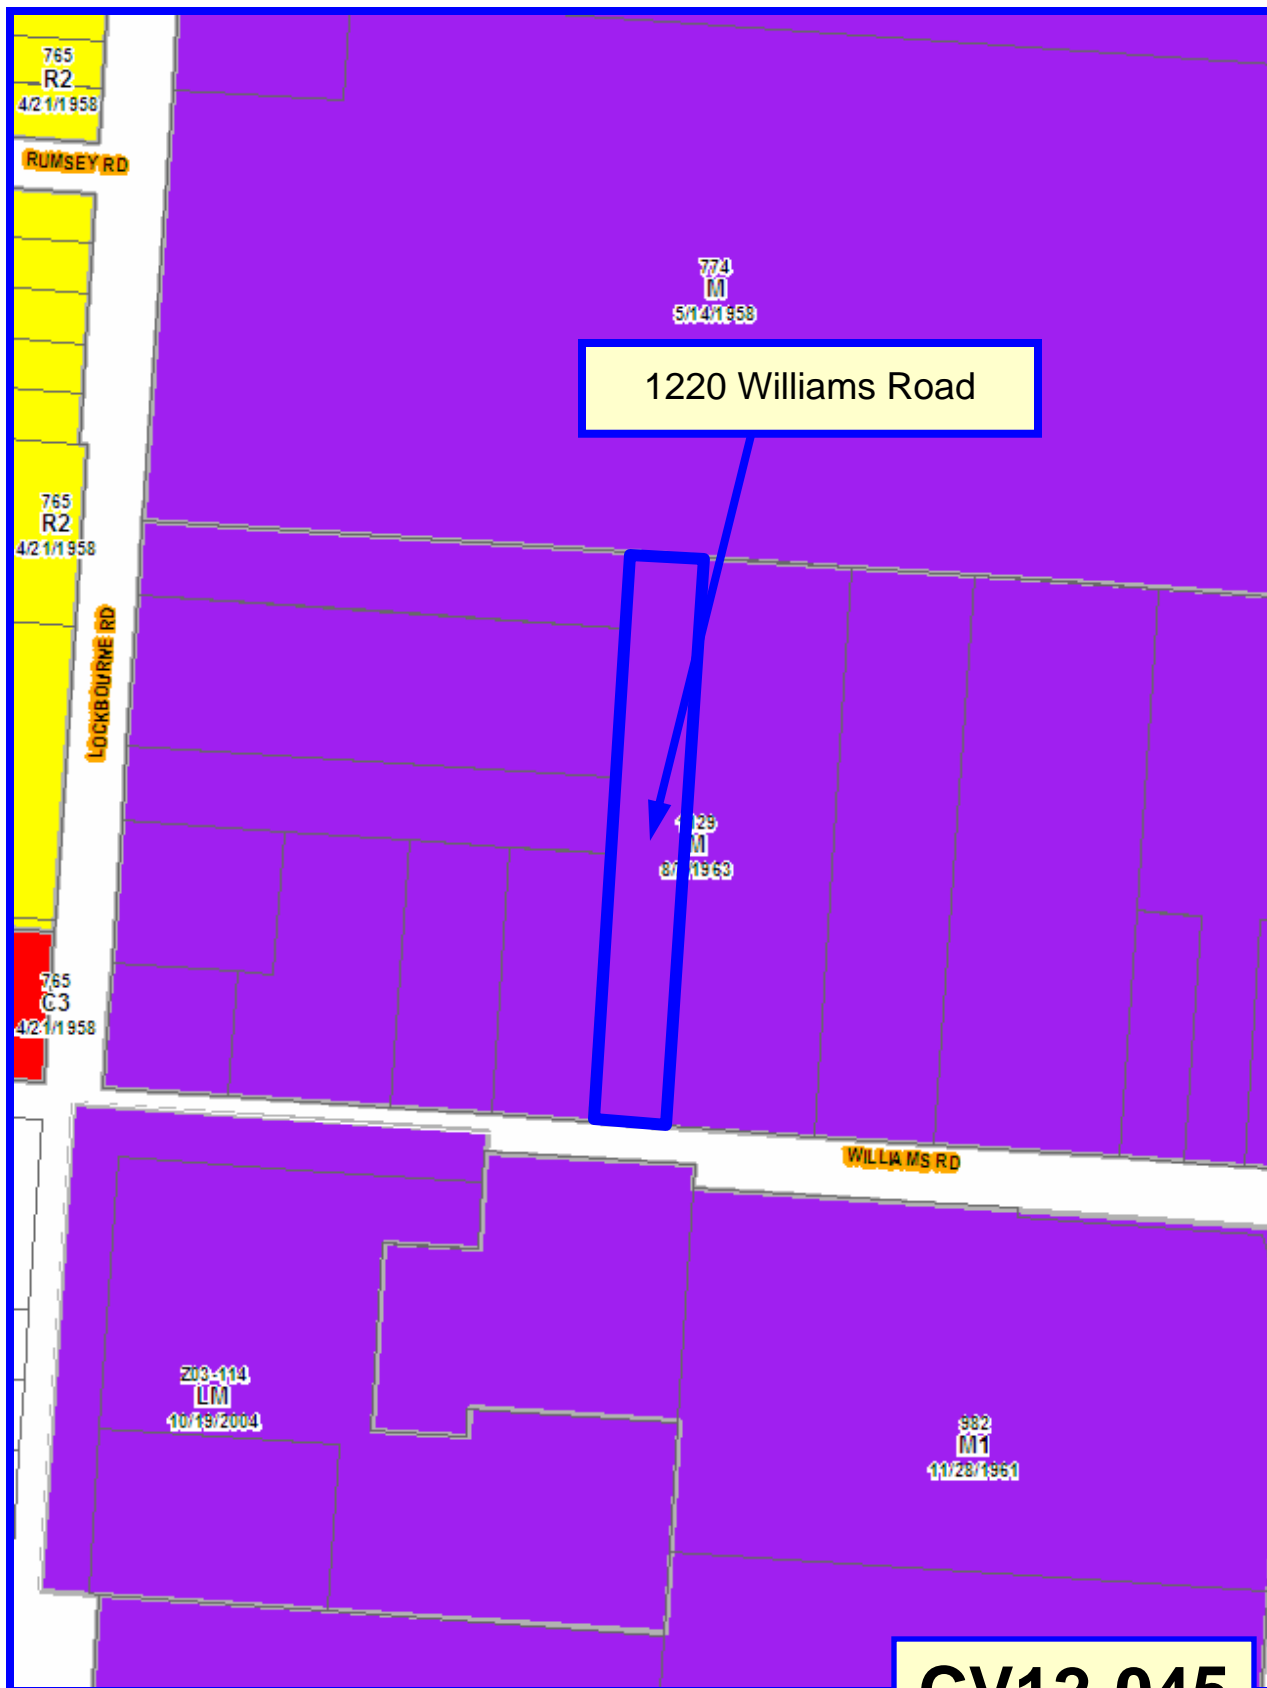 765
R2
4/21/1958
RUMSEY RD
774
M
5/14/1958
1220 Williams Road
765
R2
4/21/1958
LOCKBOURNE RD
M
765
C3
4/21/1958
WILLIAMS RD
Z03-114
LM
10/19/2004
982
M1
11/28/1961
CV12-045